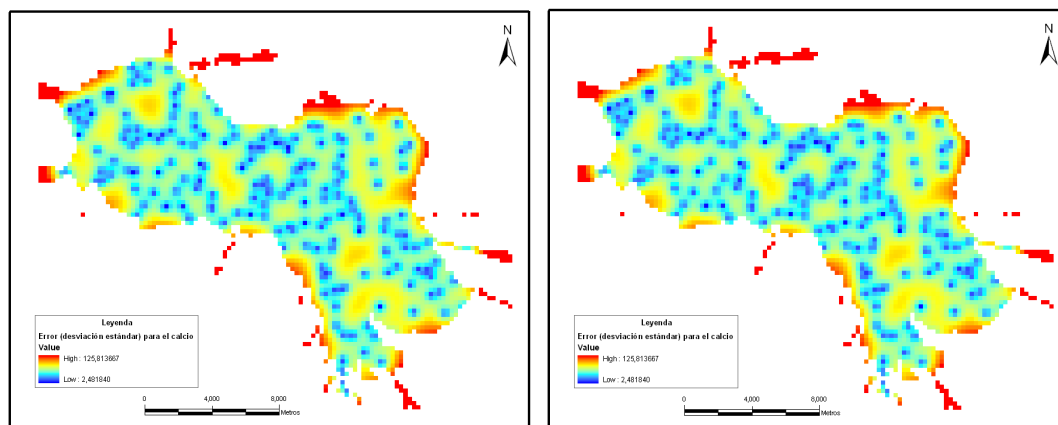 N
Leyenda
Error (desviación estándar) para el calcio
Value
High : 125,813667
Low : 2,481840
0 4,000 8,000
Metros
N
Leyenda
Error (desviación estándar) para el calcio
Value
High : 125,813667
Low : 2,481840
0 4,000 8,000
Metros